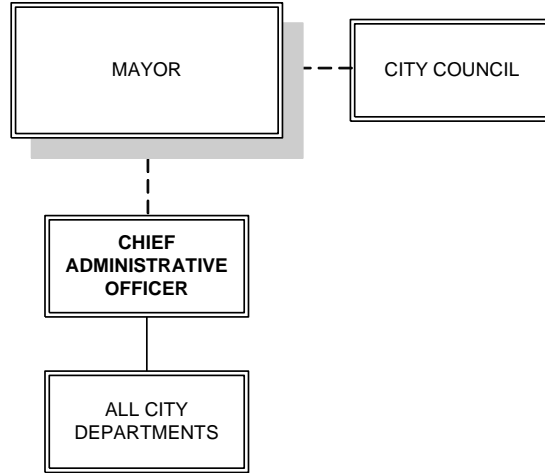 MAYOR
CITY COUNCIL
CHIEF
ADMINISTRATIVE
OFFICER
ALL CITY
DEPARTMENTS